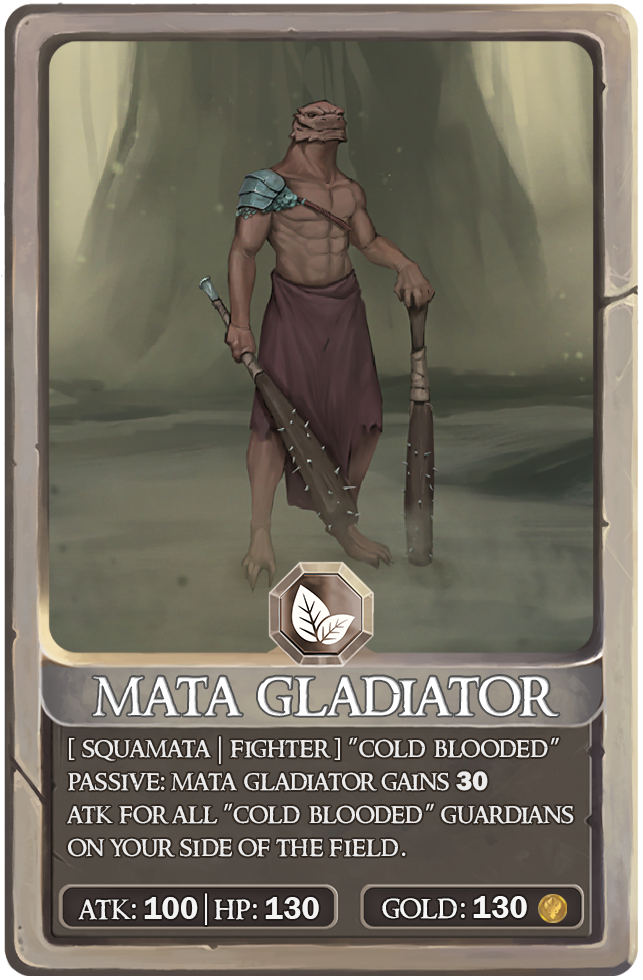 MATA GLADIATOR
[ SQUAMATA | FIGHTER ] "COLD BLOODED"
PASSIVE: MATA GLADIATOR GAINS 30
ATK FOR ALL "COLD BLOODED" GUARDIANS
ON YOUR SIDE OF THE FIELD.
ATK: 100 | HP: 130 GOLD: 130